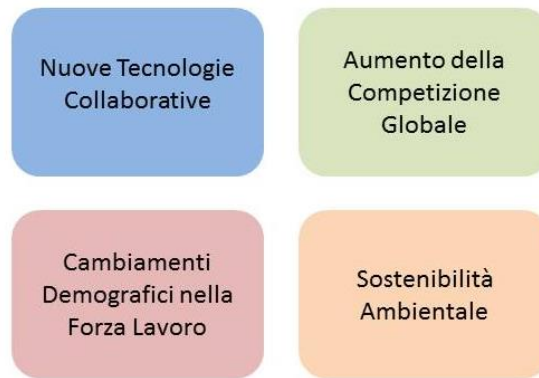 Nuove Tecnologie
Collaborative
Aumento della
Competizione
Globale
Cambiamenti
Demografici nella
Forza Lavoro
Sostenibilità
Ambientale